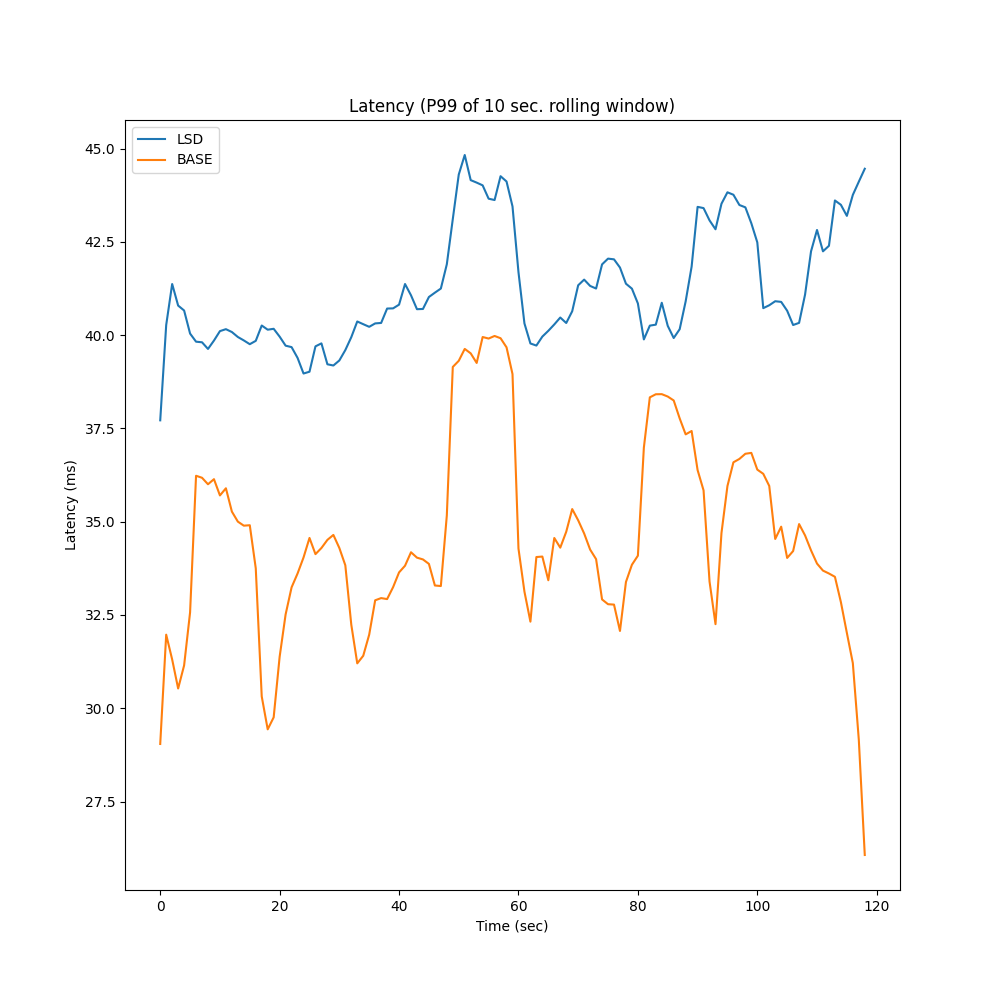 Latency (P99 of 10 sec. rolling window)
LSD
BASE
45.0
42.5
40.0
37.5
35.0
32.5
30.0
27.5
Latency (ms)
0 20 40 60 80 100 120
Time (sec)